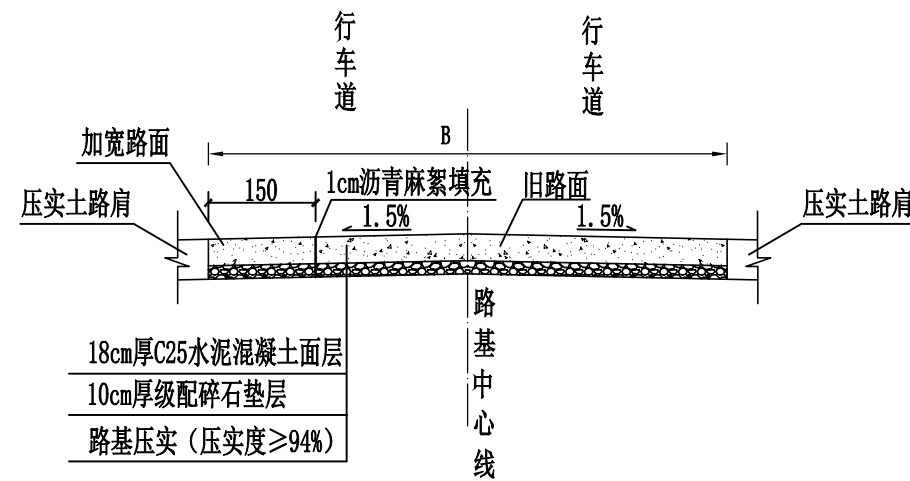 行车道
行车道
B
加宽路面
150
1cm沥青麻絮填充
旧路面
压实土路肩
1.5%
1.5%
压实土路肩
18cm厚C25水泥混凝土面层
10cm厚级配碎石垫层
路基压实（压实度≥94%）
路基中心线